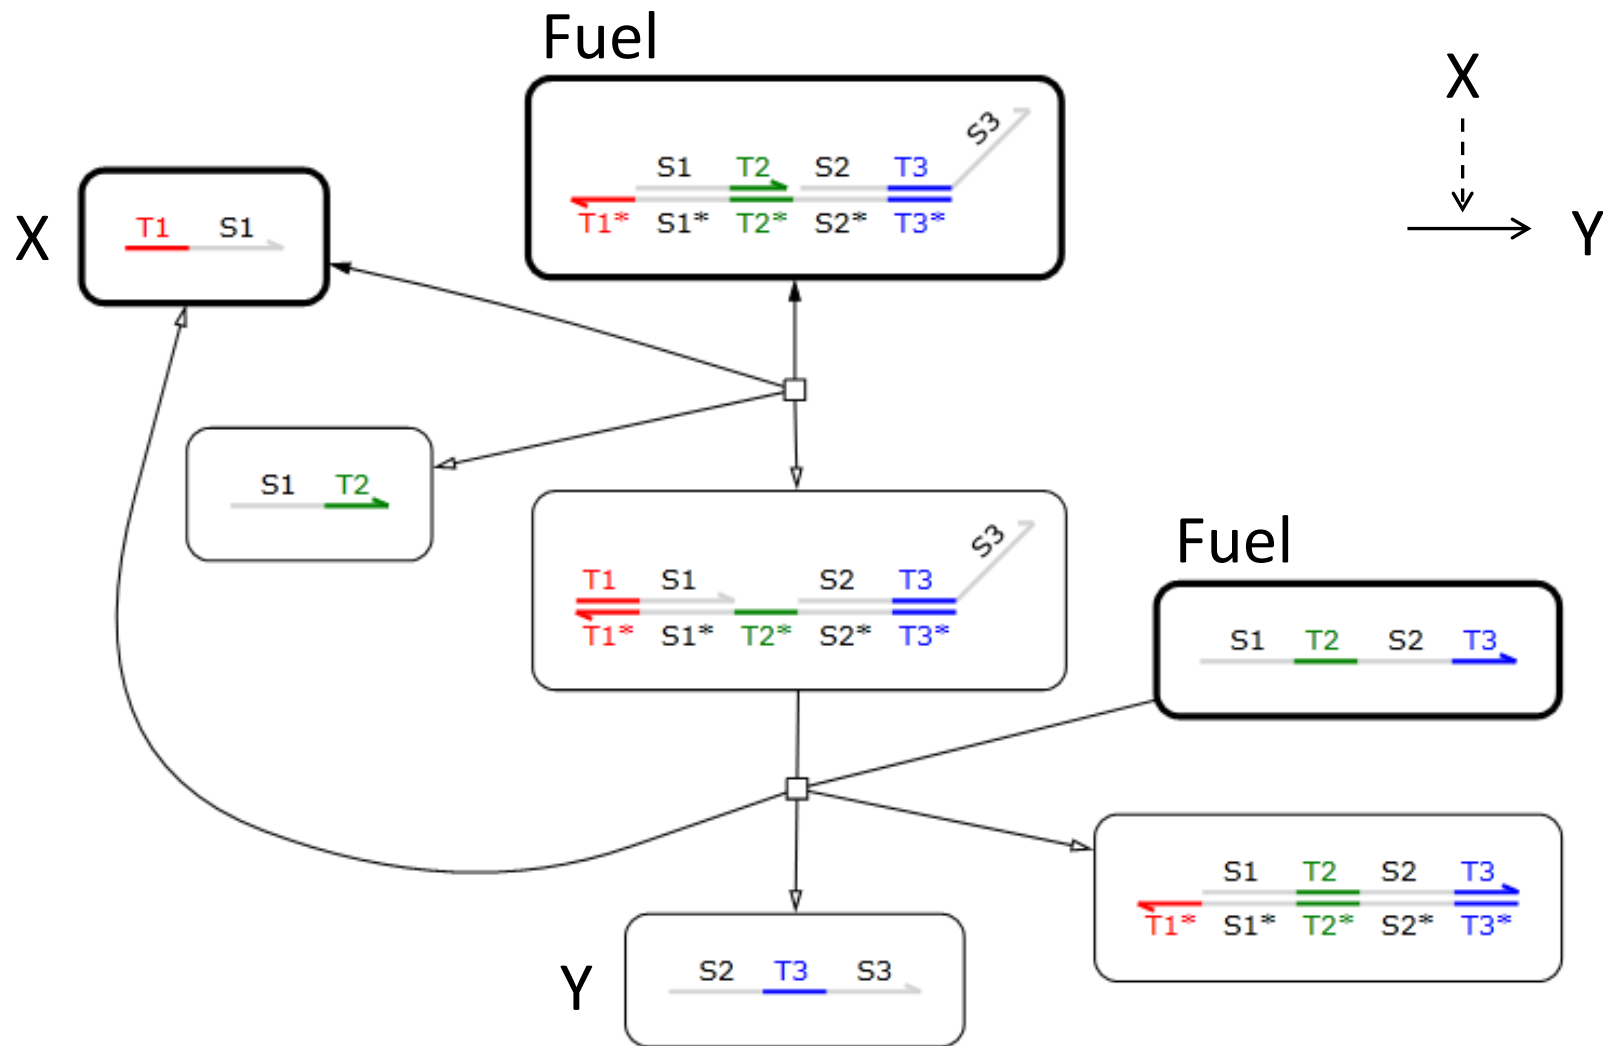 Fuel
X
S3
S1 T2 S2 T3
T1* S1* T2* S2* T3*
X
T1 S1
Y
S1 T2
S3
T1 S1 S2 T3
T1* S1* T2* S2* T3*
Fuel
S1 T2 S2 T3
S1 T2 S2 T3
T1* S1* T2* S2* T3*
Y
S2 T3 S3